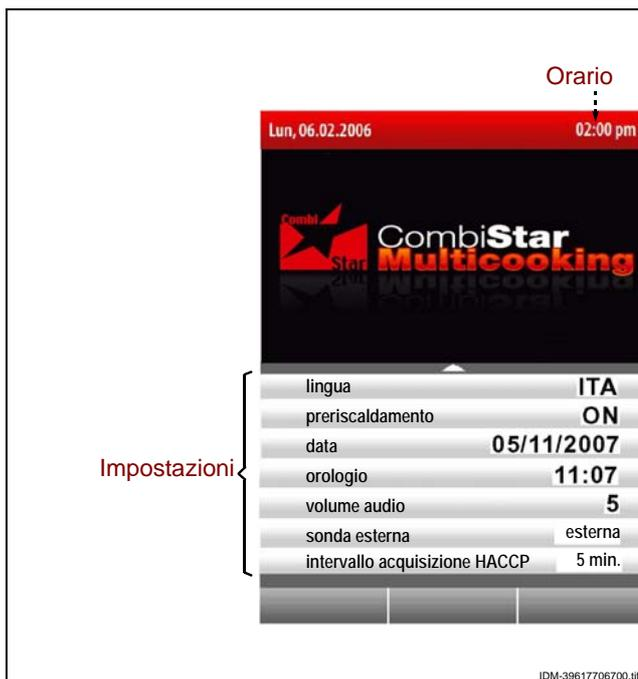 Orario
Lun, 06.02.2006 02:00 pm
Combi
Star
CombiStar
Multicooking
lingua ITA
preriscaldamento ON
data 05/11/2007
orologio 11:07
volume audio 5
sonda esterna esterna
intervallo acquisizione HACCP 5 min.
Impostazioni
IDM-39617706700.tif